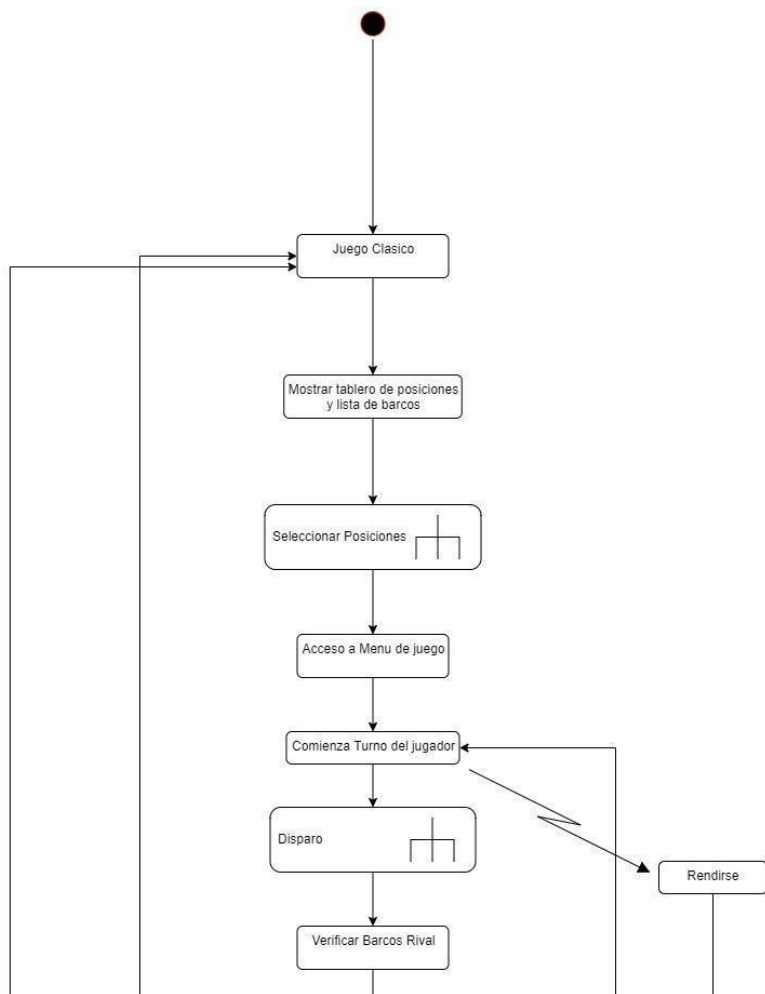 Juego Clasico
Mostrar tablero de posiciones
y lista de barcos
Seleccionar Posiciones
Acceso a Menu de juego
Comienza Turno del jugador
Disparo
Rendirse
Verificar Barcos Rival